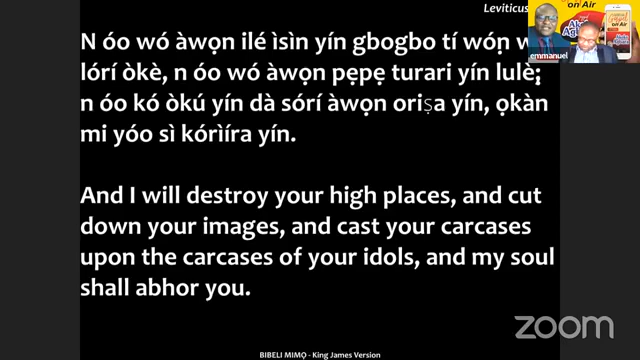 Leviticus
N óo wó àwọn ilé ìsìn yín gbogbo tí wọ́n w
lórí òkè, n óo wó àwọn pẹpẹ turari yín lulẹ̀;
n óo kó òkú yín dà sórí àwọn oriṣa yín, ọkàn
mi yóo sì kórìíra yín.
And I will destroy your high places, and cut
down your images, and cast your carcases
upon the carcases of your idols, and my soul
shall abhor you.
BIBELI MIMỌ - King James Version
emmanuel
on Air
zoom